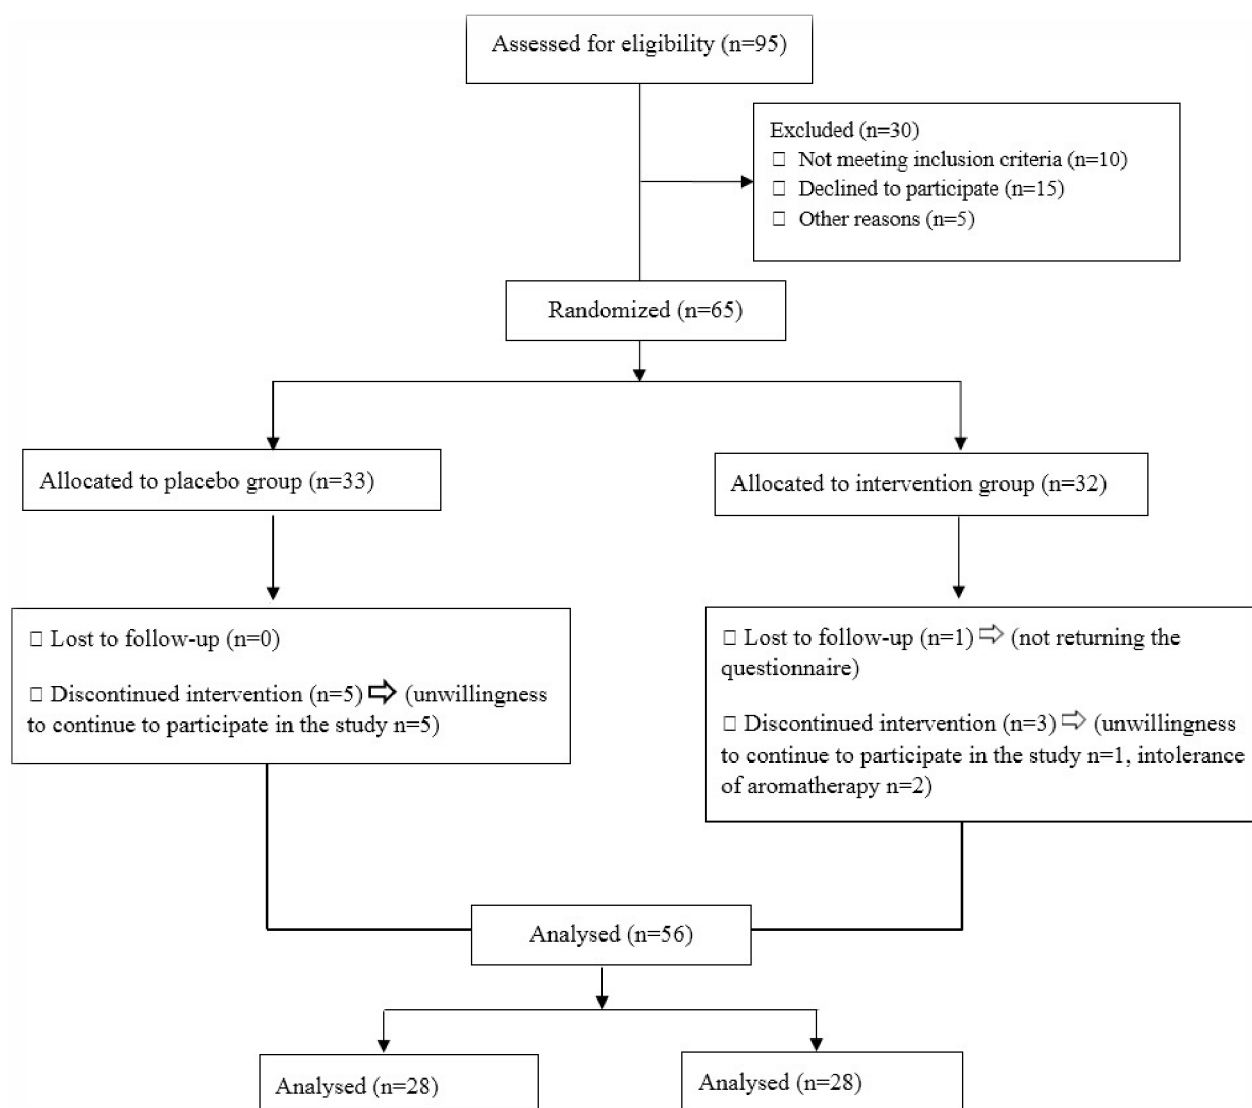 Assessed for eligibility (n=95)
Excluded (n=30)
□ Not meeting inclusion criteria (n=10)
□ Declined to participate (n=15)
□ Other reasons (n=5)
Randomized (n=65)
Allocated to placebo group (n=33)
Allocated to intervention group (n=32)
□ Lost to follow-up (n=0)
□ Discontinued intervention (n=5) ⇨ (unwillingness
to continue to participate in the study n=5)
□ Lost to follow-up (n=1) ⇨ (not returning the
questionnaire)
□ Discontinued intervention (n=3) ⇨ (unwillingness
to continue to participate in the study n=1, intolerance
of aromatherapy n=2)
Analysed (n=56)
Analysed (n=28)
Analysed (n=28)